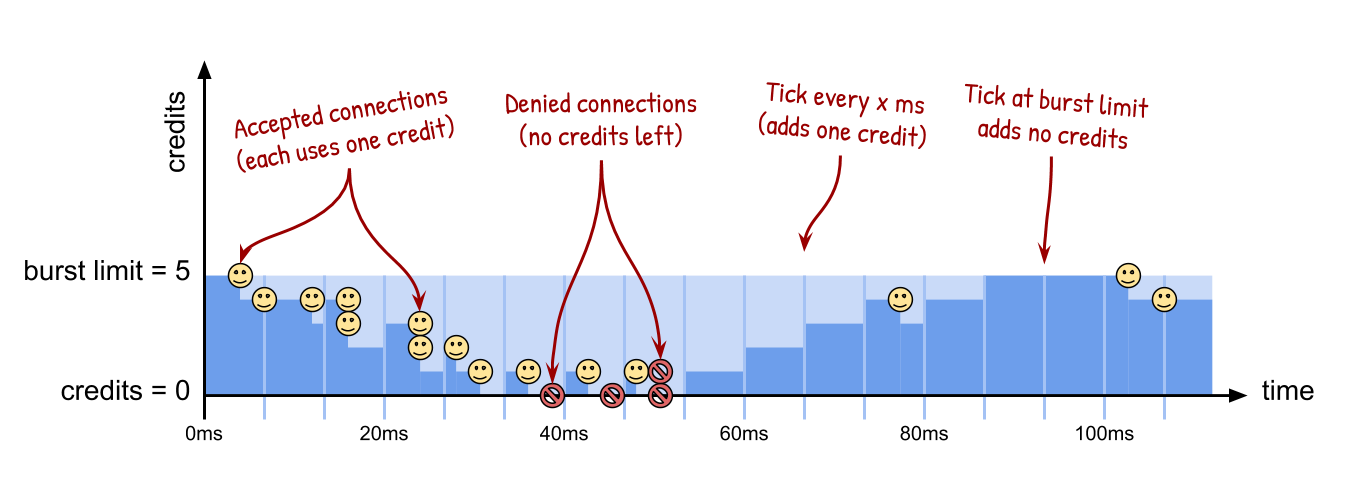 credits
Accepted connections
(each uses one credit)
Denied connections
(no credits left)
Tick every x ms
(adds one credit)
Tick at burst limit
adds no credits
burst limit = 5
credits = 0
time
0ms
20ms
40ms
60ms
80ms
100ms